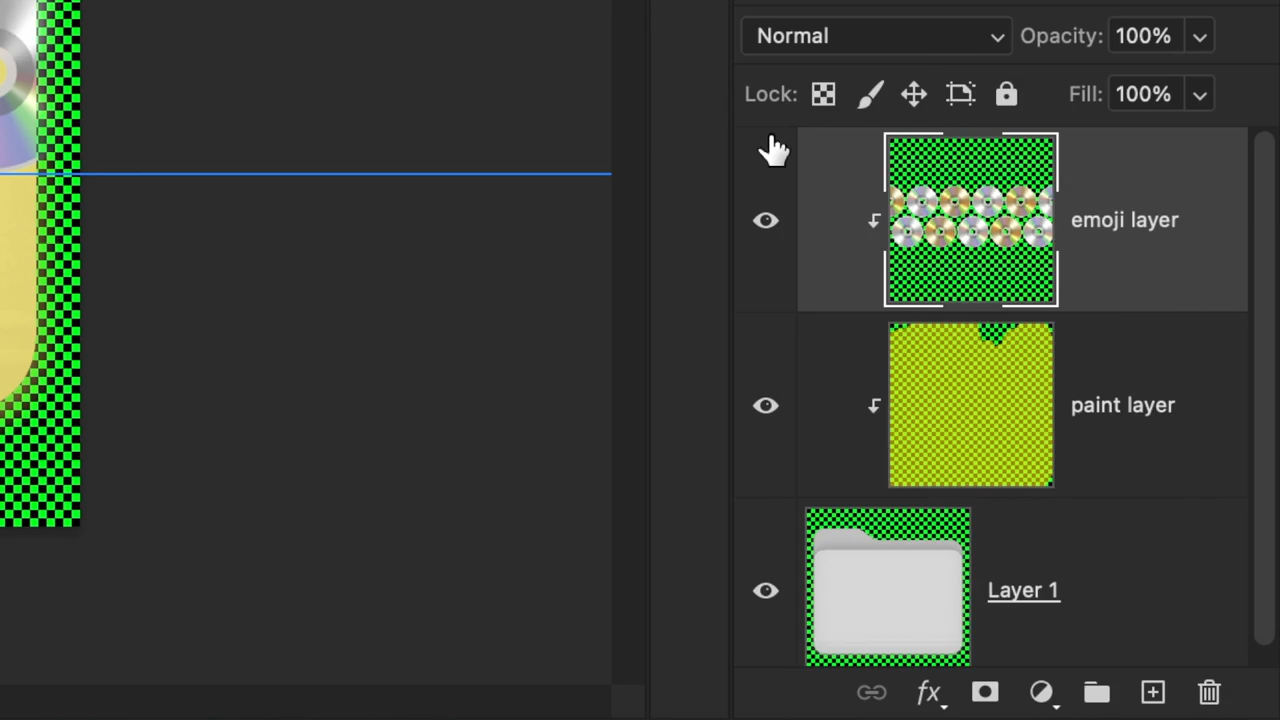 Normal Opacity: 100%
Lock: Fill: 100%
emoji layer
paint layer
Layer 1
fx